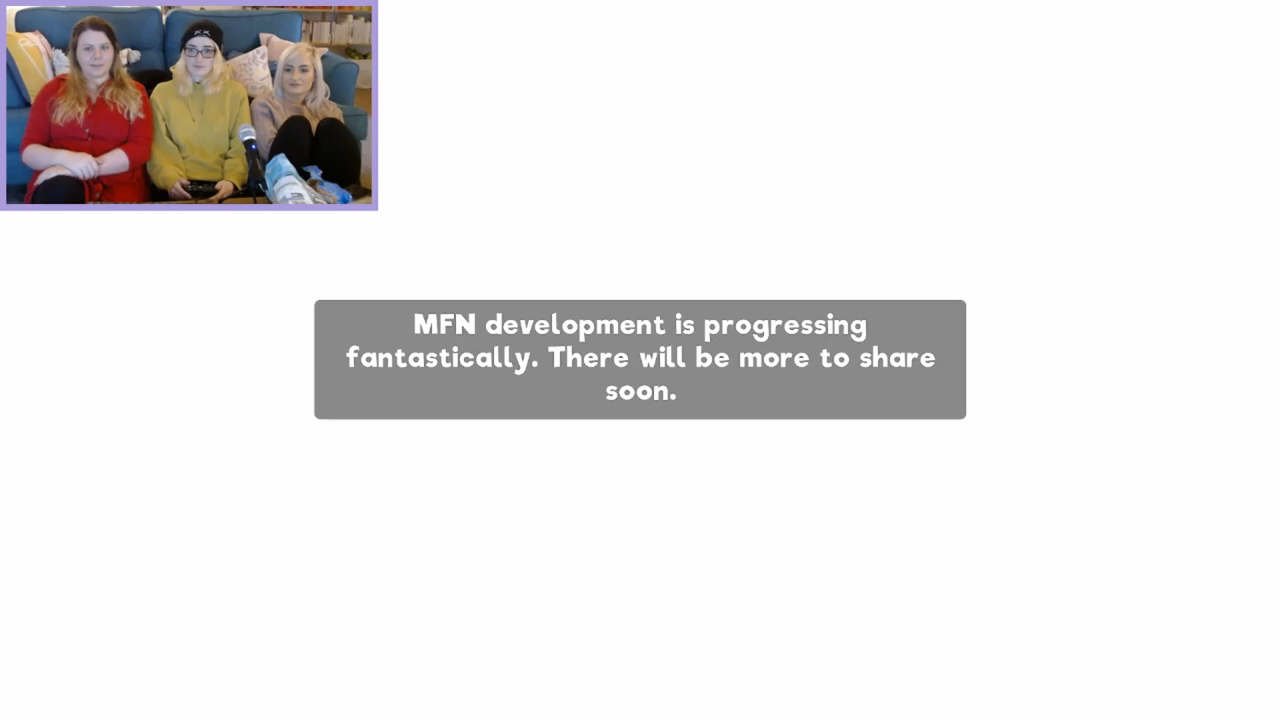 MFN development is progressing
fantastically. There will be more to share
soon.